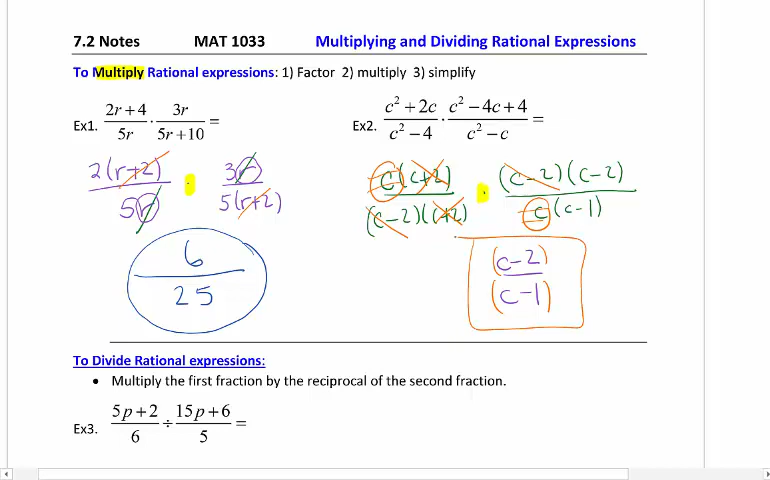 7.2 Notes MAT 1033 Multiplying and Dividing Rational Expressions
To Multiply Rational expressions: 1) Factor 2) multiply 3) simplify
Ex1. (2r + 4)/(5r) · (3r)/(5r + 10) =
2(r+2)/(5r) · 3r/(5(r+2))
6/25
Ex2. (c² + 2c)/(c² − 4) · (c² − 4c + 4)/(c² − c) =
c(c+2)/((c−2)(c+2)) · (c−2)(c−2)/(c(c−1))
(c−2)/(c−1)
To Divide Rational expressions:
• Multiply the first fraction by the reciprocal of the second fraction.
Ex3. (5p + 2)/6 ÷ (15p + 6)/5 =